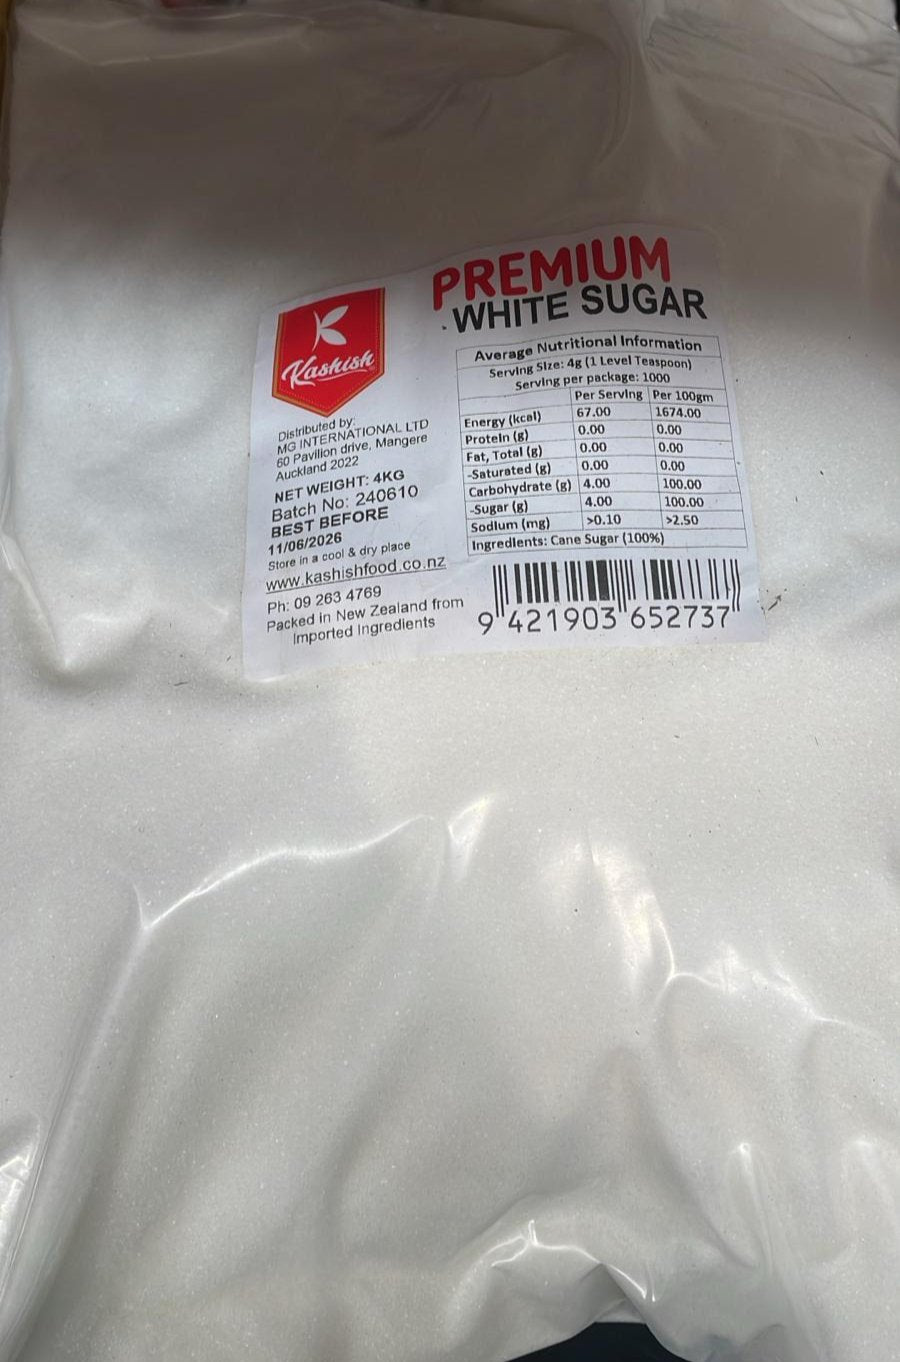 PREMIUM
WHITE SUGAR
Kashish
Distributed by:
MG INTERNATIONAL LTD
60 Pavilion drive, Mangere
Auckland 2022
NET WEIGHT: 4KG
Batch No: 240610
BEST BEFORE
11/06/2026
Store in a cool & dry place
www.kashishfood.co.nz
Ph: 09 263 4769
Packed in New Zealand from
Imported Ingredients
Average Nutritional Information
Serving Size: 4g (1 Level Teaspoon)
Serving per package: 1000
Per Serving Per 100gm
Energy (kcal) 67.00 1674.00
Protein (g) 0.00 0.00
Fat, Total (g) 0.00 0.00
-Saturated (g) 0.00 0.00
Carbohydrate (g) 4.00 100.00
-Sugar (g) 4.00 100.00
Sodium (mg) >0.10 >2.50
Ingredients: Cane Sugar (100%)
9 421903 652737